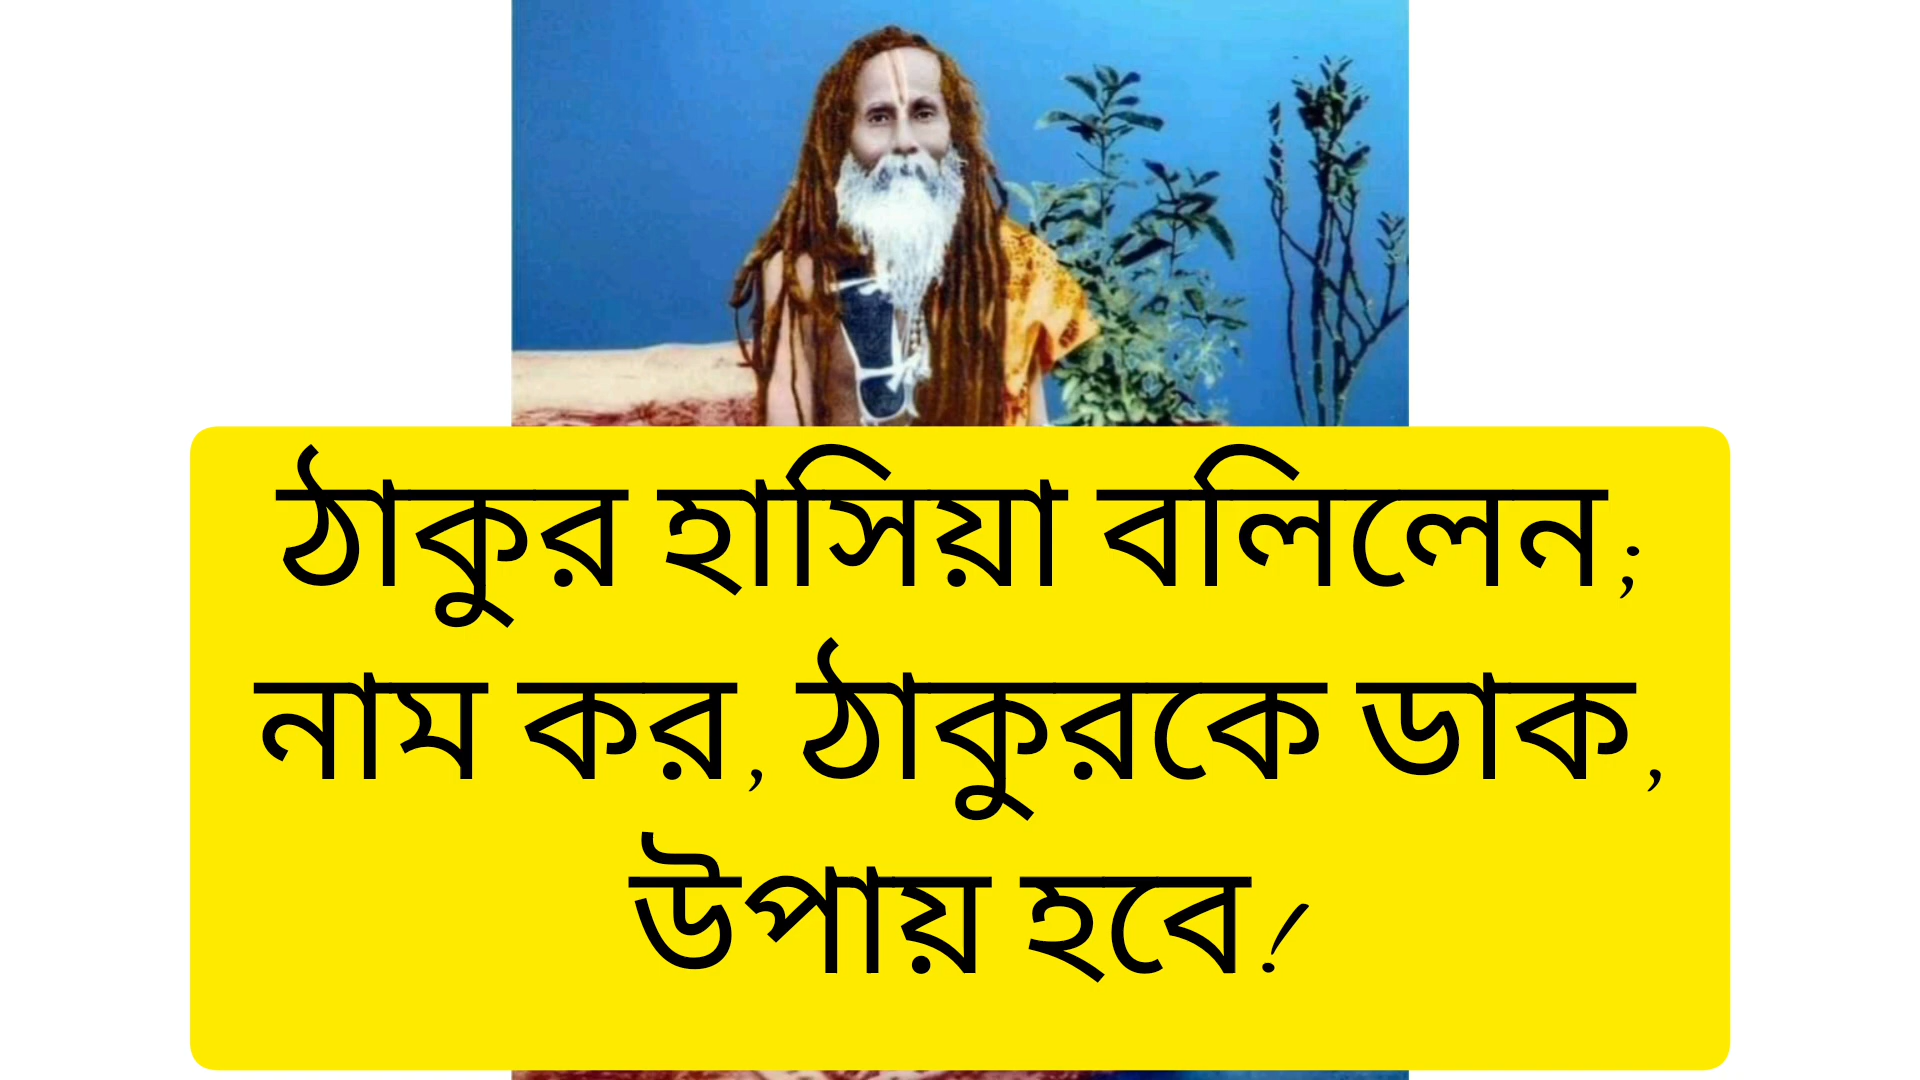 ঠাকুর হাসিয়া বলিলেন;
নাম কর, ঠাকুরকে ডাক,
উপায় হবে!